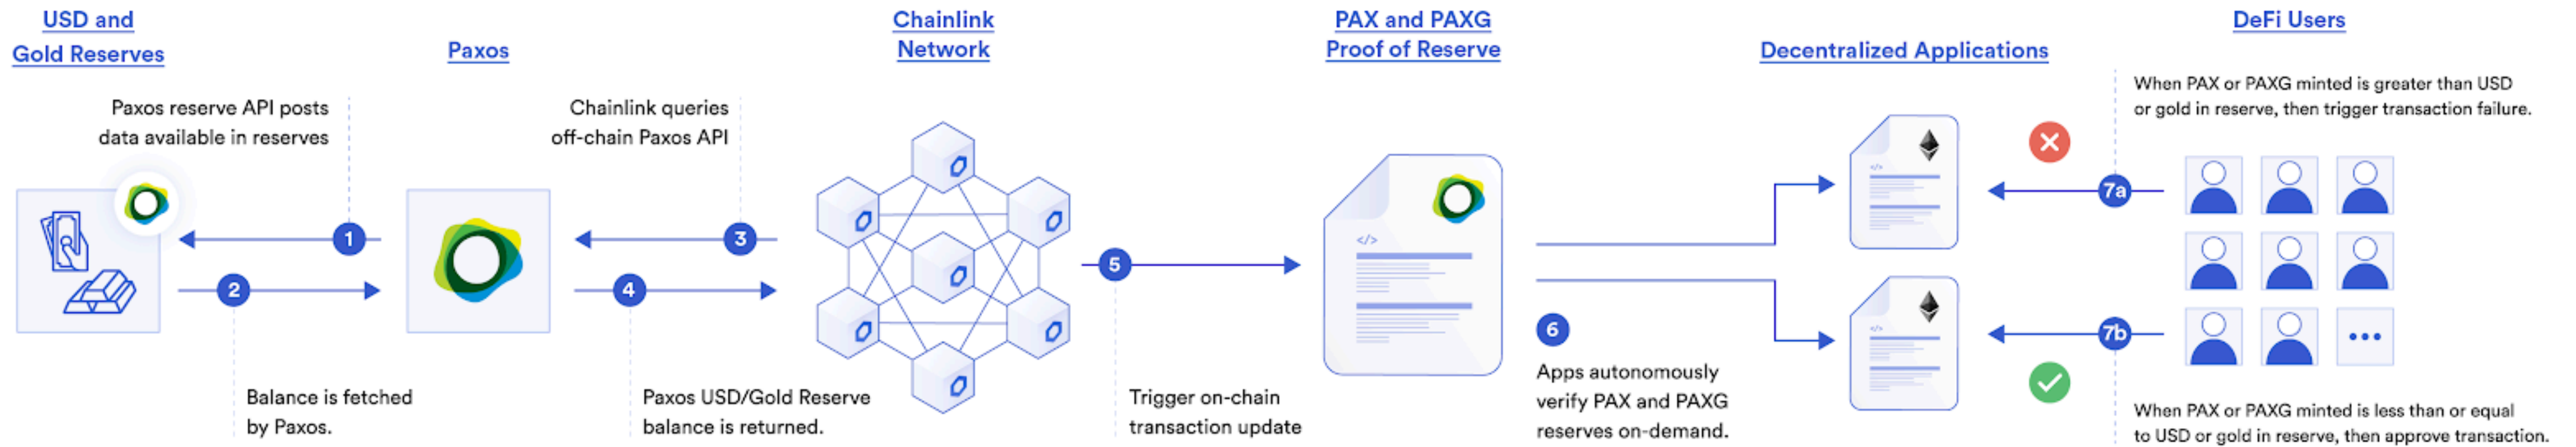 USD and
Gold Reserves
Paxos
Chainlink
Network
PAX and PAXG
Proof of Reserve
Decentralized Applications
DeFi Users
Paxos reserve API posts
data available in reserves
1
2
Balance is fetched
by Paxos.
Chainlink queries
off-chain Paxos API
3
4
Paxos USD/Gold Reserve
balance is returned.
5
Trigger on-chain
transaction update
</>
6
Apps autonomously
verify PAX and PAXG
reserves on-demand.
</>
</>
When PAX or PAXG minted is greater than USD
or gold in reserve, then trigger transaction failure.
7a
7b
When PAX or PAXG minted is less than or equal
to USD or gold in reserve, then approve transaction.